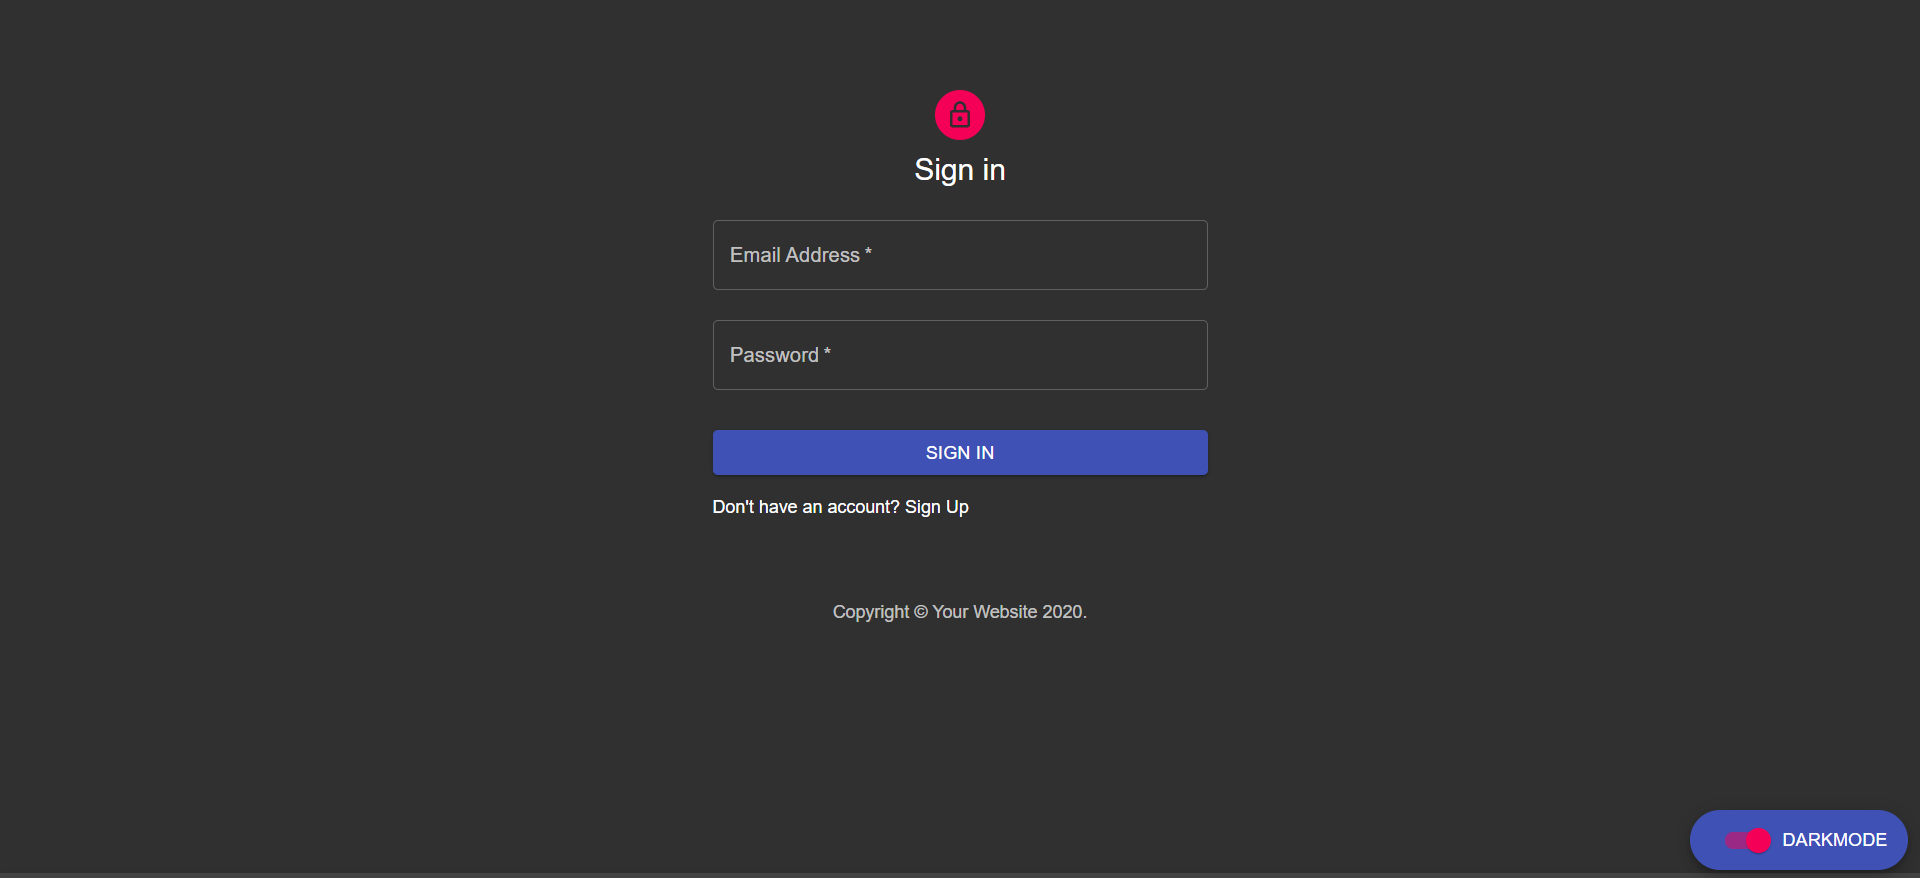 Sign in
Email Address *
Password *
SIGN IN
Don't have an account? Sign Up
Copyright © Your Website 2020.
DARKMODE